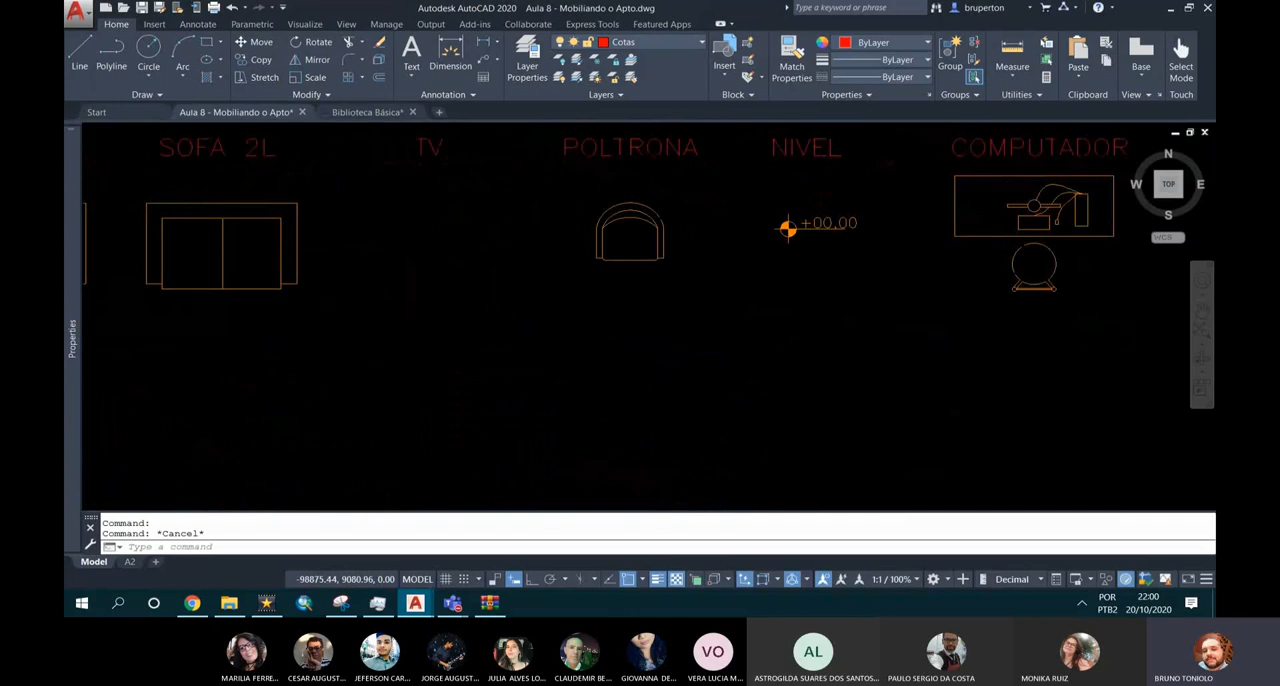 Autodesk AutoCAD 2020   Aula 8 - Mobiliando o Apto.dwg
Type a keyword or phrase
bruperton
Home Insert Annotate Parametric Visualize View Manage Output Add-ins Collaborate Express Tools Featured Apps
Line Polyline Circle Arc
Move Rotate
Copy Mirror
Stretch Scale
Text Dimension
Layer Properties
Cotas
Insert
Match Properties
ByLayer
ByLayer
ByLayer
Group
Measure
Paste
Base
Select Mode
Draw Modify Annotation Layers Block Properties Groups Utilities Clipboard View Touch
Start Aula 8 - Mobiliando o Apto* Biblioteca Básica*
SOFA 2L TV POLTRONA NIVEL COMPUTADOR
+00,00
N
W TOP E
S
WCS
Properties
Command:
Command: *Cancel*
Type a command
Model A2
-98875.44, 9080.96, 0.00 MODEL 1:1 / 100% Decimal
POR 22:00
PTB2 20/10/2020
VO AL
MARILIA FERRE... CESAR AUGUST... JEFERSON CAR... JORGE AUGUST... JULIA ALVES LO... CLAUDEMIR BE... GIOVANNA DE... VERA LUCIA M... ASTROGILDA SUARES DOS SANTOS... PAULO SERGIO DA COSTA MONIKA RUIZ BRUNO TONIOLO